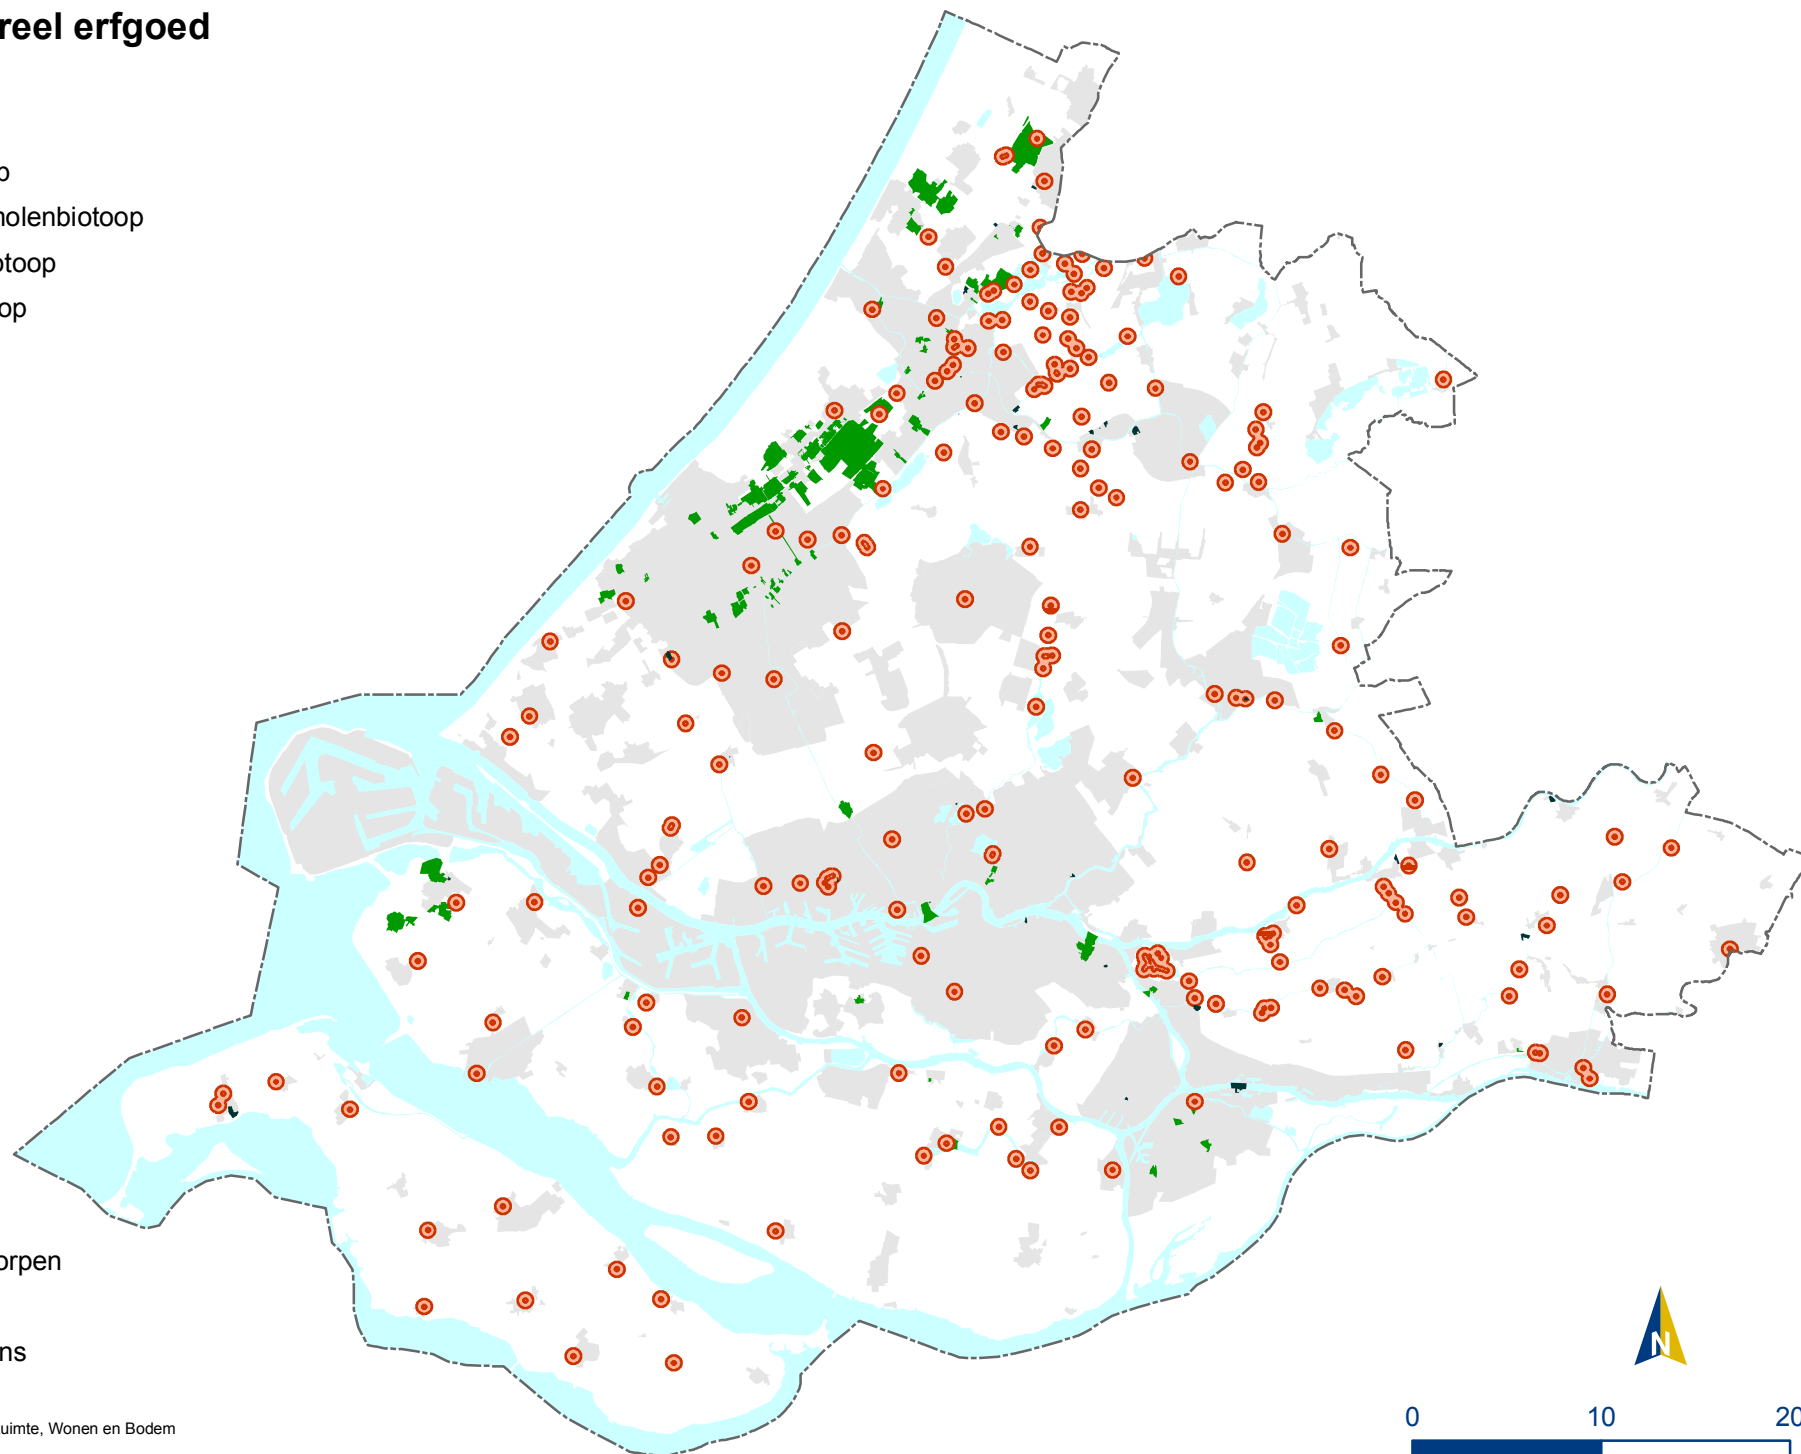 reel erfgoed
p
nolenbiotoop
otoop
op
orpen
ns
uimte, Wonen en Bodem
N
0 10 20